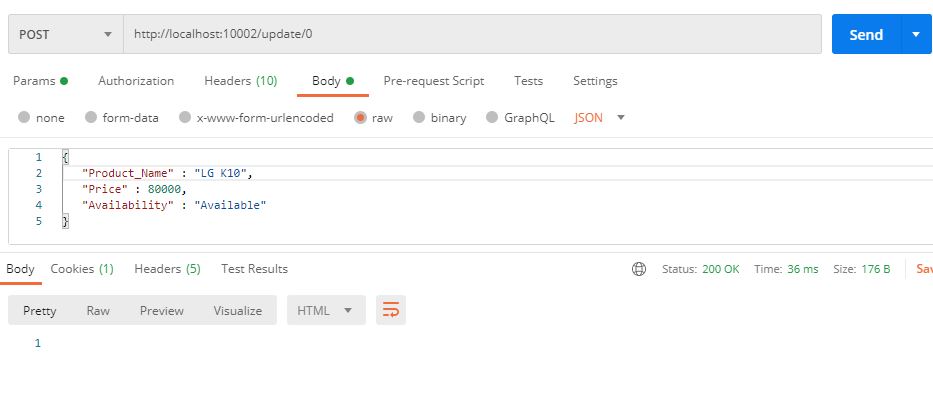 POST http://localhost:10002/update/0 Send
Params Authorization Headers (10) Body Pre-request Script Tests Settings
none form-data x-www-form-urlencoded raw binary GraphQL JSON
1 {
2 "Product_Name" : "LG K10",
3 "Price" : 80000,
4 "Availability" : "Available"
5 }
Body Cookies (1) Headers (5) Test Results Status: 200 OK Time: 36 ms Size: 176 B Sav
Pretty Raw Preview Visualize HTML
1